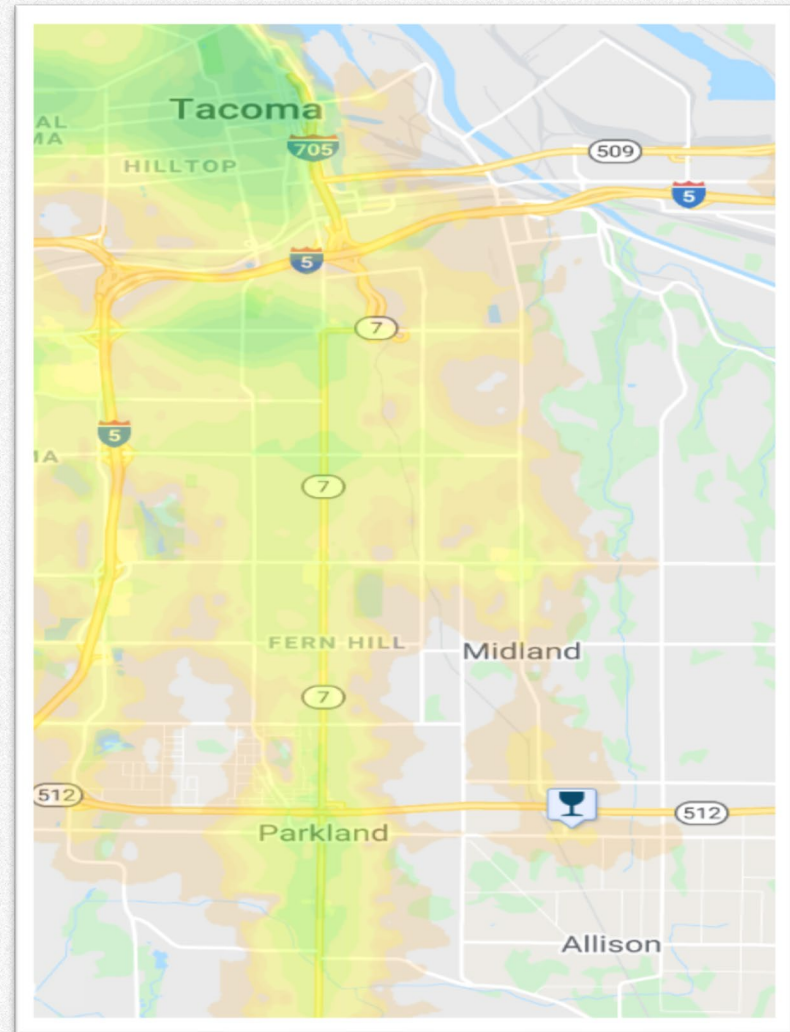 Tacoma
AL
MA
705
509
HILLTOP
5
5
7
5
MA
7
FERN HILL
Midland
7
512
512
Parkland
Allison